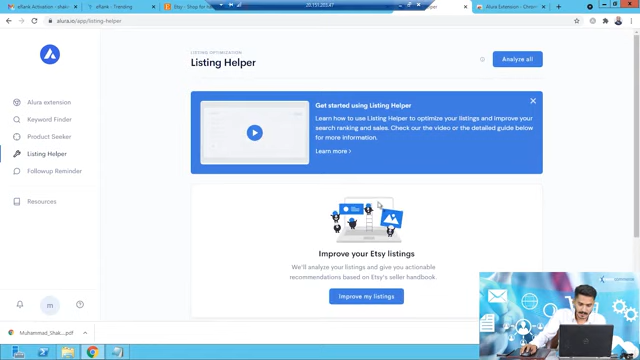 eRank Activation - shak
eRank - Trending
Etsy - Shop for
20.151.203.47
Alura Extension - Chrom
alura.io/app/listing-helper
LISTING OPTIMIZATION
Listing Helper
Analyze all
Alura extension
Keyword Finder
Product Seeker
Listing Helper
Followup Reminder
Resources
Get started using Listing Helper
Learn how to use Listing Helper to optimize your listings and improve your
search ranking and sales. Check our the video or the detailed guide below
for more information.
Learn more >
Improve your Etsy listings
We'll analyze your listings and give you actionable
recommendations based on Etsy's seller handbook.
Improve my listings
m
Muhammad_Shak....pdf